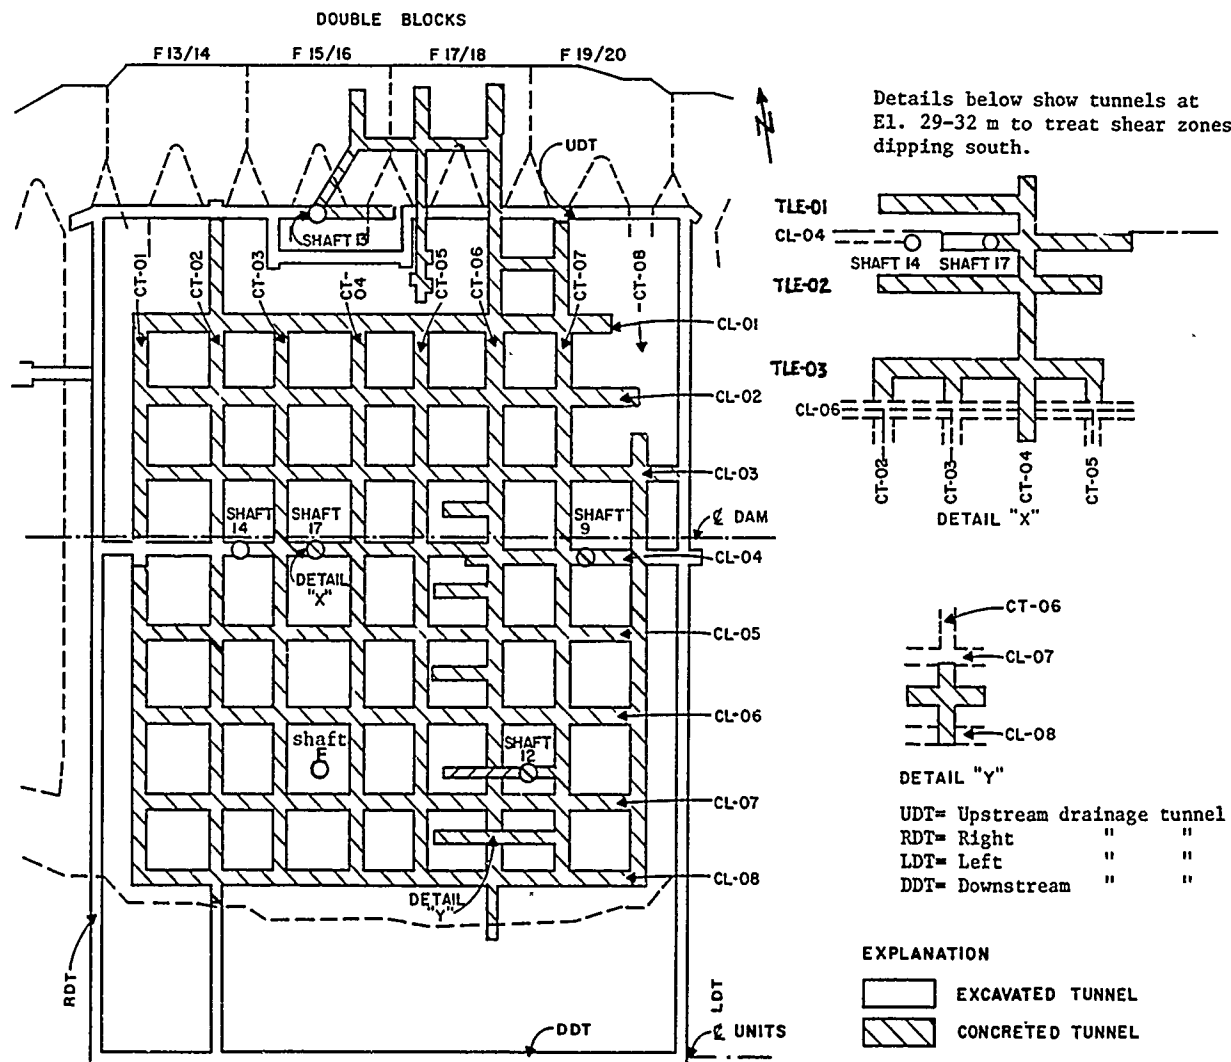 DOUBLE BLOCKS
F 13/14
F 15/16
F 17/18
F 19/20
UDT
SHAFT 13
CT-01
CT-02
CT-03
CT-04
CT-05
CT-06
CT-07
CT-08
CL-01
CL-02
CL-03
SHAFT 14
SHAFT 17
SHAFT 9
℄ DAM
CL-04
DETAIL "X"
CL-05
CL-06
shaft F
SHAFT 12
CL-07
CL-08
DETAIL "Y"
RDT
DDT
LDT
℄ UNITS
N
Details below show tunnels at
El. 29-32 m to treat shear zones
dipping south.
TLE-01
CL-04
SHAFT 14
SHAFT 17
TLE-02
TLE-03
CL-06
CT-02
CT-03
CT-04
CT-05
DETAIL "X"
CT-06
CL-07
CL-08
DETAIL "Y"
UDT= Upstream drainage tunnel
RDT= Right " "
LDT= Left " "
DDT= Downstream " "
EXPLANATION
EXCAVATED TUNNEL
CONCRETED TUNNEL